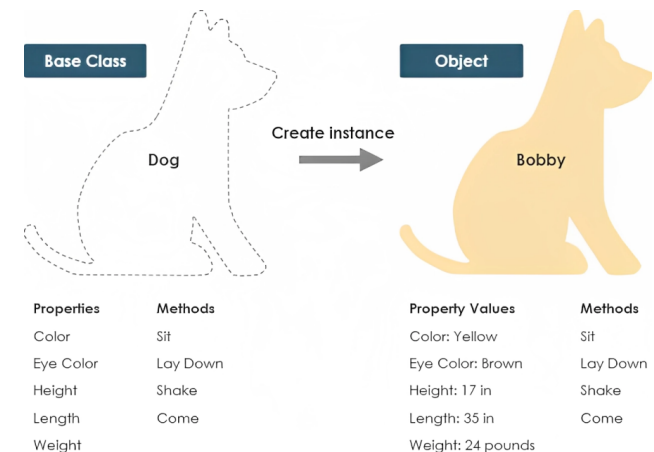 Base Class
Object
Create instance
Dog
Bobby
Properties
Methods
Color
Sit
Eye Color
Lay Down
Height
Shake
Length
Come
Weight
Property Values
Methods
Color: Yellow
Sit
Eye Color: Brown
Lay Down
Height: 17 in
Shake
Length: 35 in
Come
Weight: 24 pounds